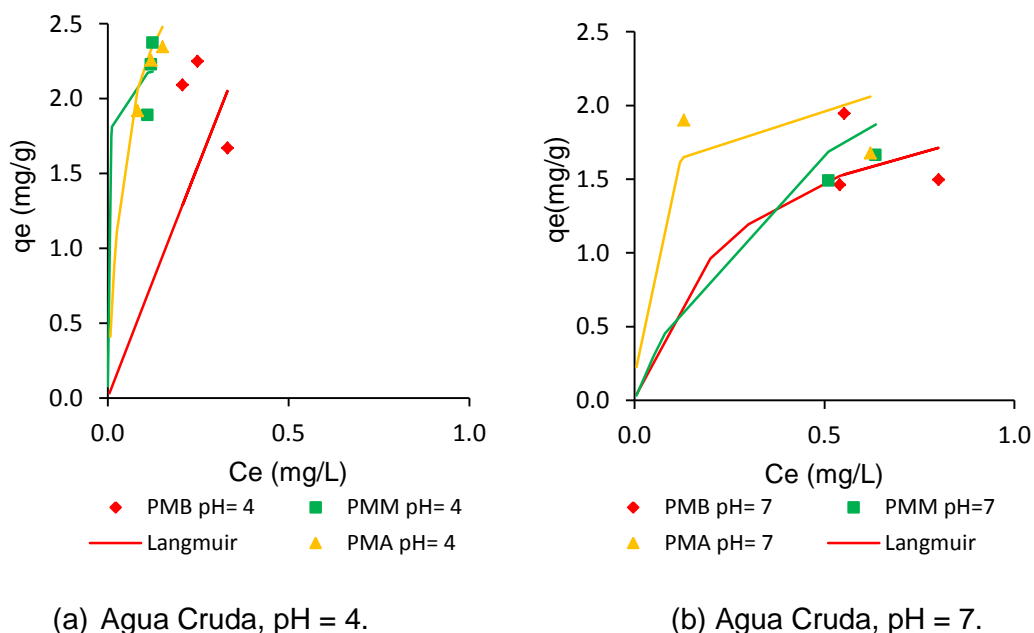 2.5
2.0
1.5
1.0
0.5
0.0
qe (mg/g)
0.0 0.5 1.0
Ce (mg/L)
PMB pH= 4 PMM pH= 4
Langmuir PMA pH= 4
(a) Agua Cruda, pH = 4.
2.5
2.0
1.5
1.0
0.5
0.0
qe(mg/g)
0.0 0.5 1.0
Ce (mg/L)
PMB pH= 7 PMM pH=7
PMA pH= 7 Langmuir
(b) Agua Cruda, pH = 7.